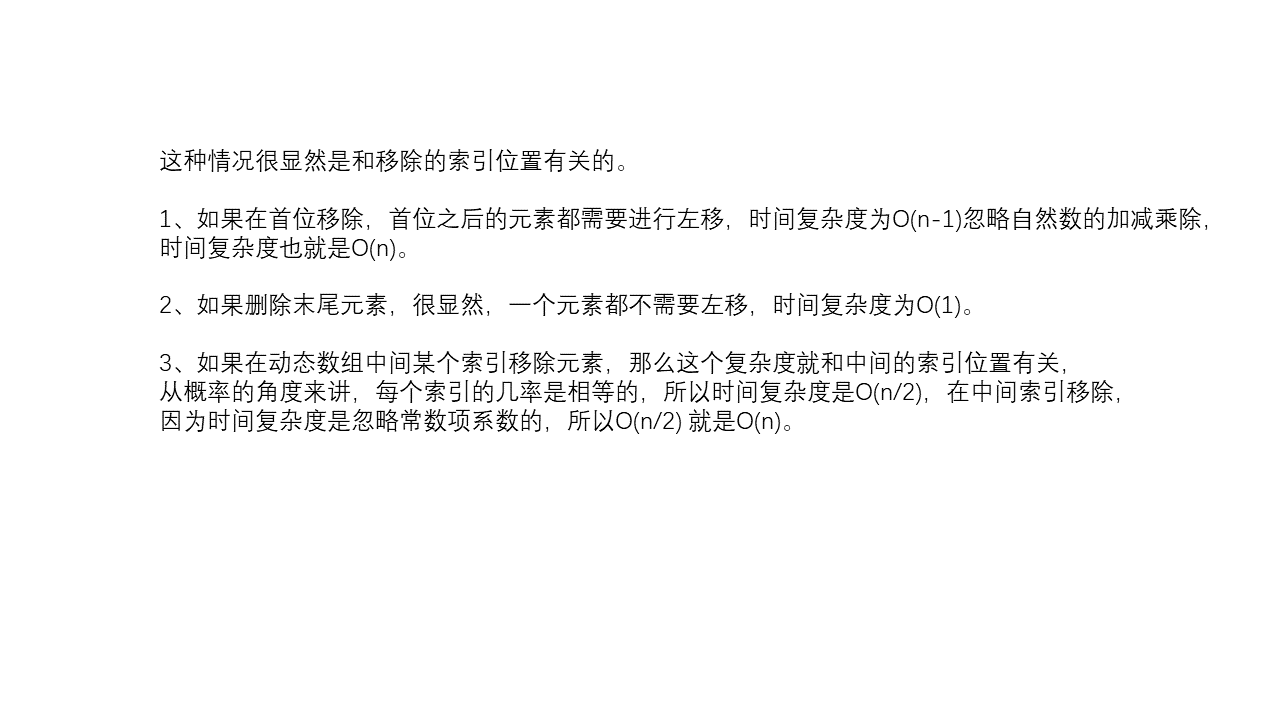 这种情况很显然是和移除的索引位置有关的。
1、如果在首位移除，首位之后的元素都需要进行左移，时间复杂度为O(n-1)忽略自然数的加减乘除，
时间复杂度也就是O(n)。
2、如果删除末尾元素，很显然，一个元素都不需要左移，时间复杂度为O(1)。
3、如果在动态数组中间某个索引移除元素，那么这个复杂度就和中间的索引位置有关，
从概率的角度来讲，每个索引的几率是相等的，所以时间复杂度是O(n/2)，在中间索引移除，
因为时间复杂度是忽略常数项系数的，所以O(n/2) 就是O(n)。